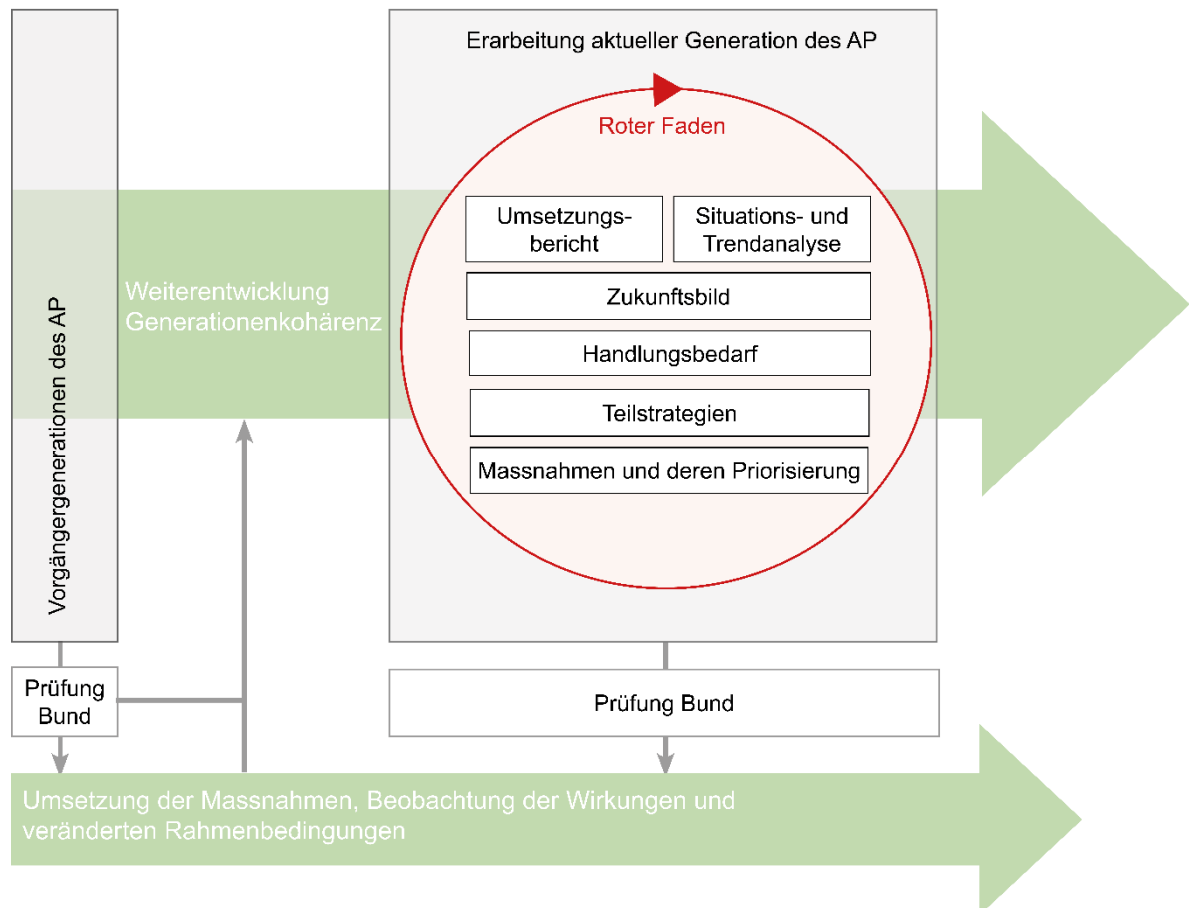 Erarbeitung aktueller Generation des AP
Roter Faden
Umsetzungs-
bericht
Situations- und
Trendanalyse
Zukunftsbild
Handlungsbedarf
Teilstrategien
Massnahmen und deren Priorisierung
Weiterentwicklung
Generationenkohärenz
Vorgängergenerationen des AP
Prüfung
Bund
Prüfung Bund
Umsetzung der Massnahmen, Beobachtung der Wirkungen und
veränderten Rahmenbedingungen